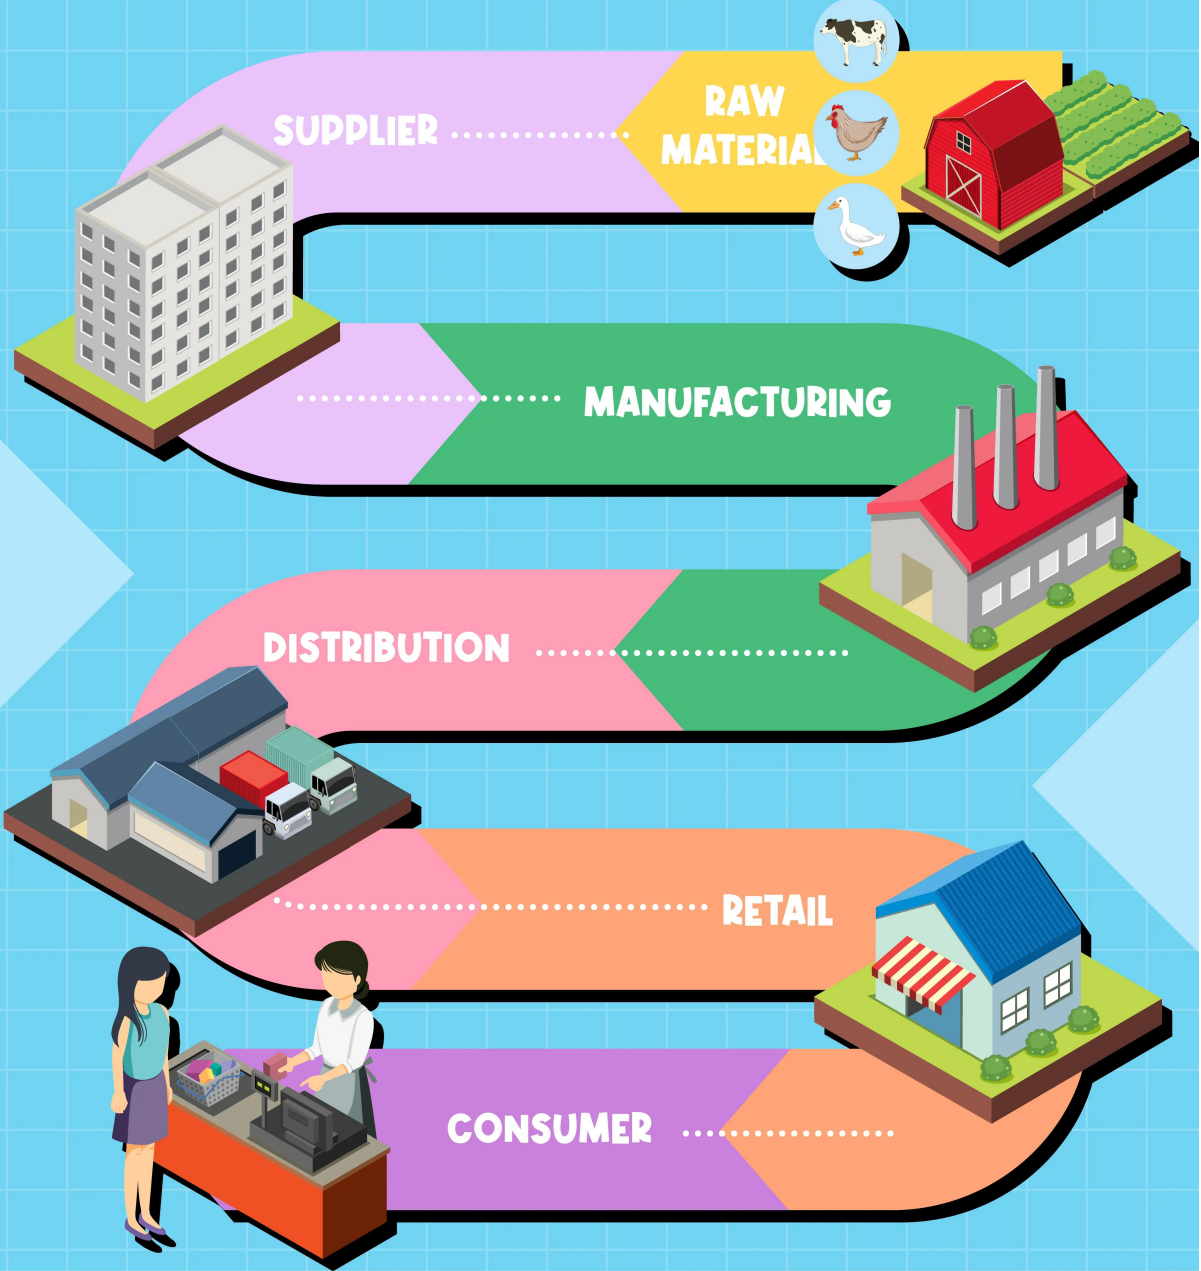 SUPPLIER
RAW
MATERIAL
MANUFACTURING
DISTRIBUTION
RETAIL
CONSUMER